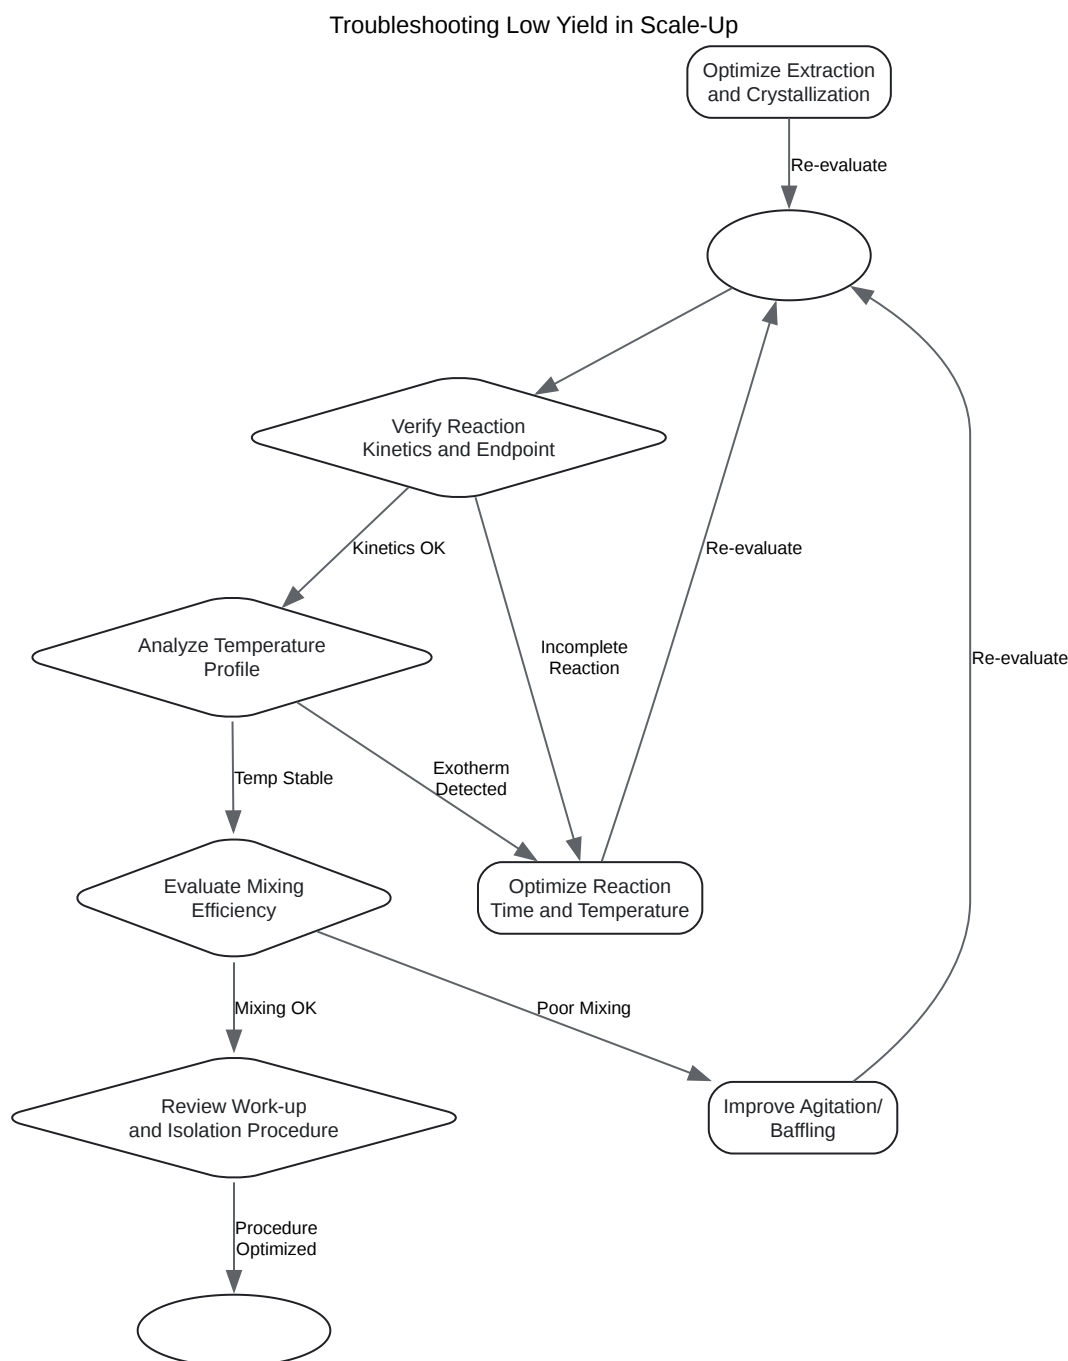 Troubleshooting Low Yield in Scale-Up
Optimize Extraction
and Crystallization
Re-evaluate
Verify Reaction
Kinetics and Endpoint
Kinetics OK
Re-evaluate
Incomplete
Reaction
Analyze Temperature
Profile
Re-evaluate
Exotherm
Detected
Temp Stable
Evaluate Mixing
Efficiency
Optimize Reaction
Time and Temperature
Mixing OK
Poor Mixing
Review Work-up
and Isolation Procedure
Improve Agitation/
Baffling
Procedure
Optimized